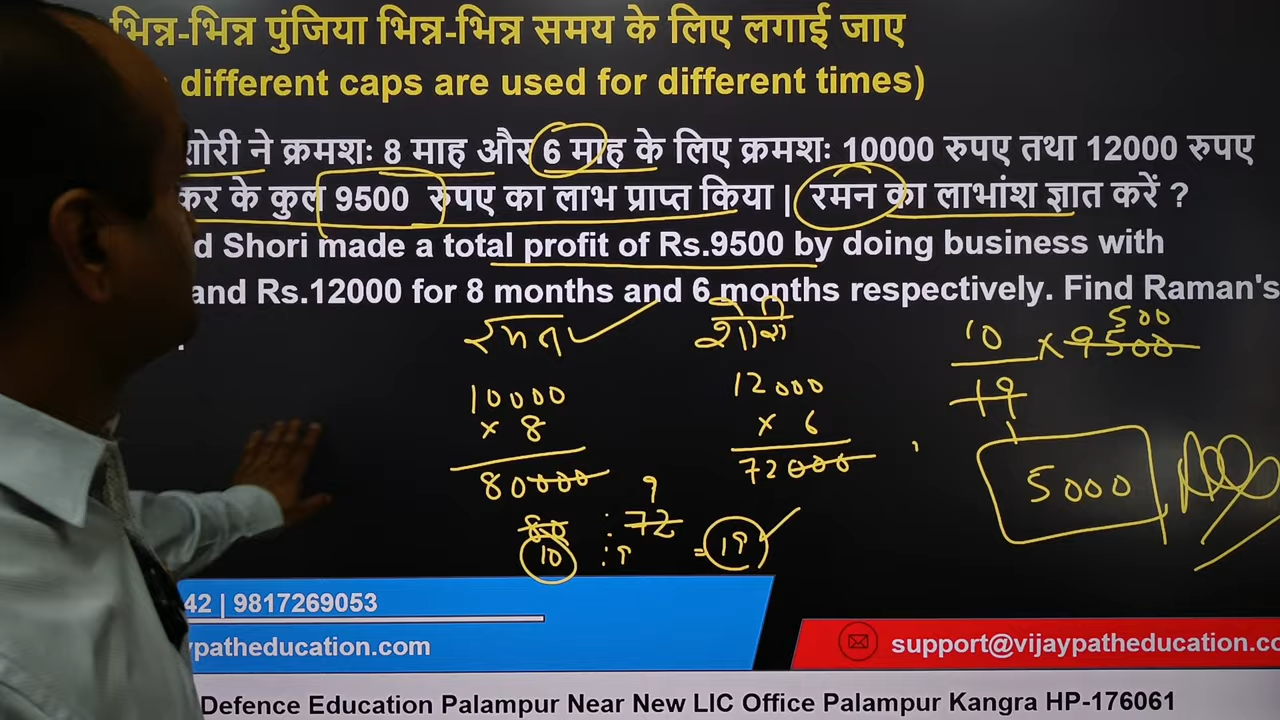 भिन्न-भिन्न पुंजिया भिन्न-भिन्न समय के लिए लगाई जाए
different caps are used for different times)
शोरी ने क्रमशः 8 माह और 6 माह के लिए क्रमशः 10000 रुपए तथा 12000 रुपए
कर के कुल 9500 रुपए का लाभ प्राप्त किया | रमन का लाभांश ज्ञात करें ?
d Shori made a total profit of Rs.9500 by doing business with
and Rs.12000 for 8 months and 6 months respectively. Find Raman's
.
रमन शोरी
10000 12000
× 8 × 6
80000 72000
9
80 : 72
10 : 9 = 19
500
10 × 9500
19
5000
42 | 9817269053
ypatheducation.com
support@vijaypatheducation.co
Defence Education Palampur Near New LIC Office Palampur Kangra HP-176061